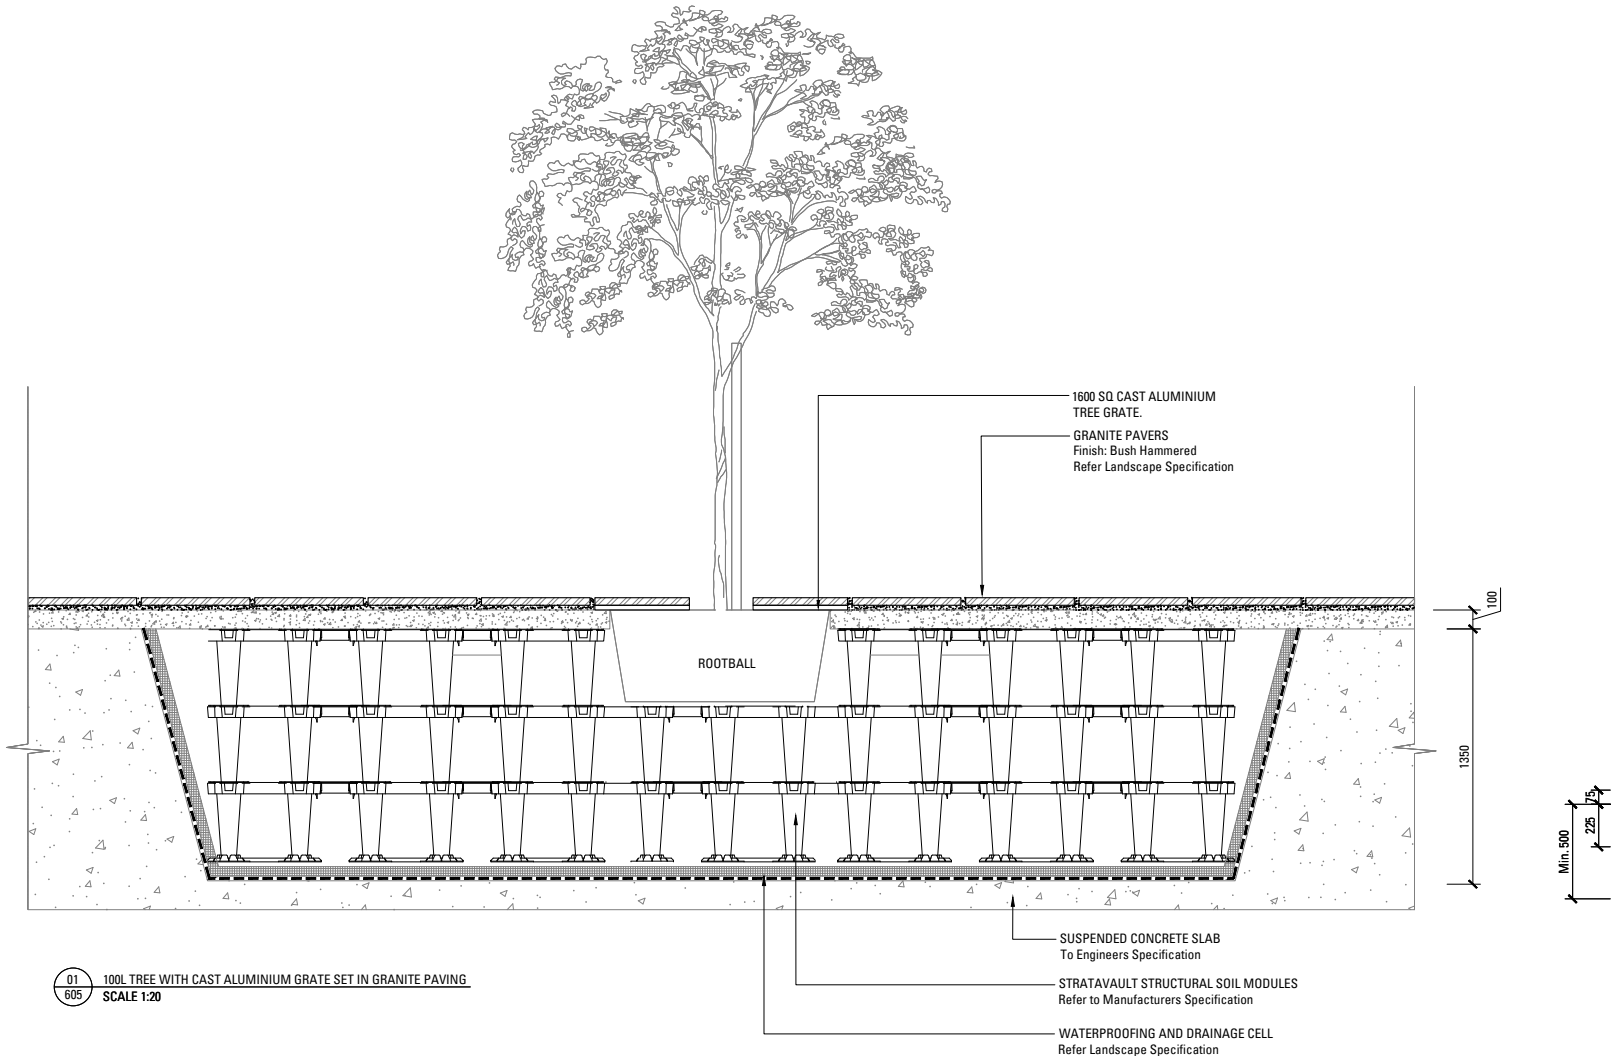 1600 SQ CAST ALUMINIUM
TREE GRATE.
GRANITE PAVERS
Finish: Bush Hammered
Refer Landscape Specification
100
ROOTBALL
1350
75
225
Min. 500
SUSPENDED CONCRETE SLAB
To Engineers Specification
STRATAVAULT STRUCTURAL SOIL MODULES
Refer to Manufacturers Specification
WATERPROOFING AND DRAINAGE CELL
Refer Landscape Specification
01
605
100L TREE WITH CAST ALUMINIUM GRATE SET IN GRANITE PAVING
SCALE 1:20